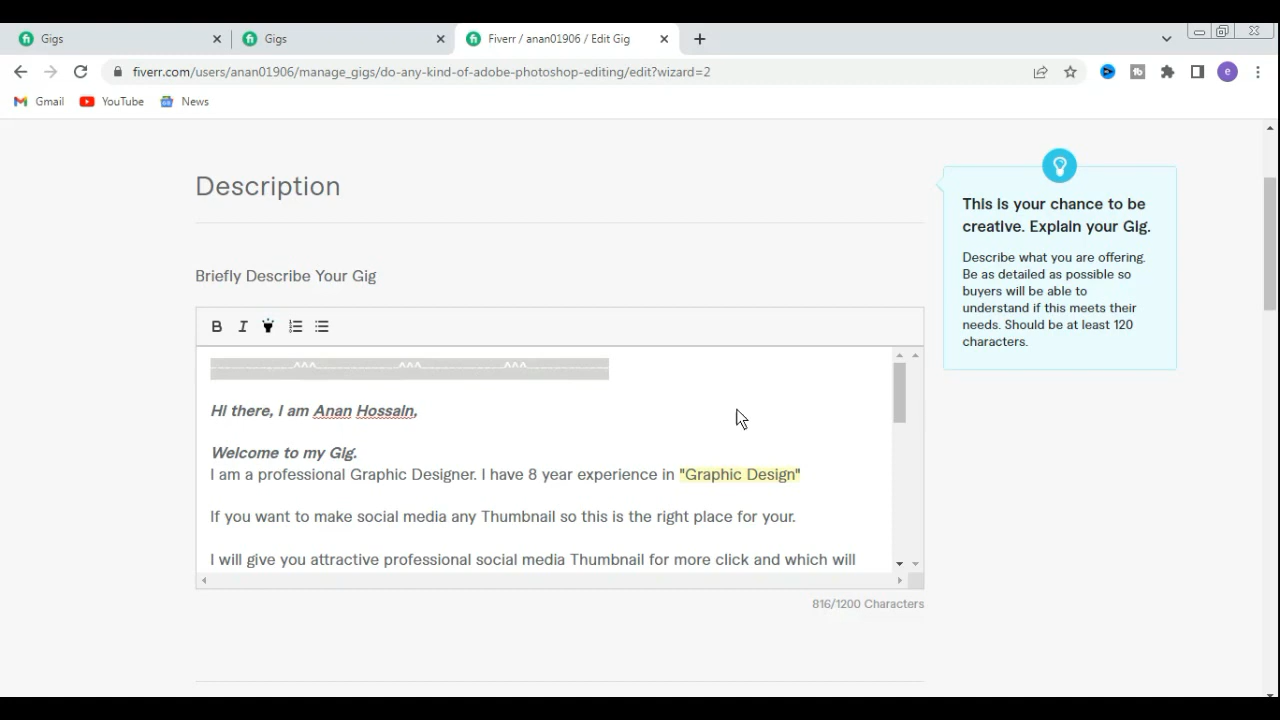 Gigs
Gigs
Fiverr / anan01906 / Edit Gig
fiverr.com/users/anan01906/manage_gigs/do-any-kind-of-adobe-photoshop-editing/edit?wizard=2
e
Gmail
YouTube
News
Description
Briefly Describe Your Gig
B I
Hi there, I am Anan Hossain,
Welcome to my Gig.
I am a professional Graphic Designer. I have 8 year experience in "Graphic Design"
If you want to make social media any Thumbnail so this is the right place for your.
I will give you attractive professional social media Thumbnail for more click and which will
816/1200 Characters
This is your chance to be
creative. Explain your Gig.
Describe what you are offering.
Be as detailed as possible so
buyers will be able to
understand if this meets their
needs. Should be at least 120
characters.